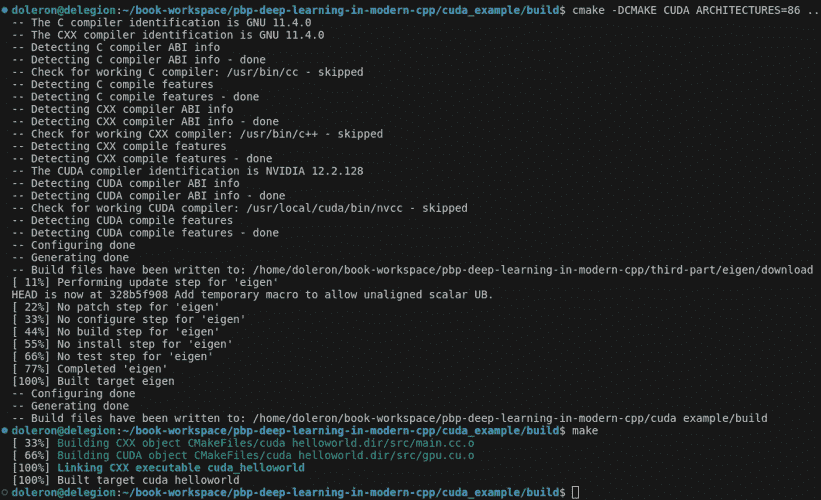 doleron@delegion:~/book-workspace/pbp-deep-learning-in-modern-cpp/cuda_example/build$ cmake -DCMAKE CUDA ARCHITECTURES=86 ..
-- The C compiler identification is GNU 11.4.0
-- The CXX compiler identification is GNU 11.4.0
-- Detecting C compiler ABI info
-- Detecting C compiler ABI info - done
-- Check for working C compiler: /usr/bin/cc - skipped
-- Detecting C compile features
-- Detecting C compile features - done
-- Detecting CXX compiler ABI info
-- Detecting CXX compiler ABI info - done
-- Check for working CXX compiler: /usr/bin/c++ - skipped
-- Detecting CXX compile features
-- Detecting CXX compile features - done
-- The CUDA compiler identification is NVIDIA 12.2.128
-- Detecting CUDA compiler ABI info
-- Detecting CUDA compiler ABI info - done
-- Check for working CUDA compiler: /usr/local/cuda/bin/nvcc - skipped
-- Detecting CUDA compile features
-- Detecting CUDA compile features - done
-- Configuring done
-- Generating done
-- Build files have been written to: /home/doleron/book-workspace/pbp-deep-learning-in-modern-cpp/third-part/eigen/download
[ 11%] Performing update step for 'eigen'
HEAD is now at 328b5f908 Add temporary macro to allow unaligned scalar UB.
[ 22%] No patch step for 'eigen'
[ 33%] No configure step for 'eigen'
[ 44%] No build step for 'eigen'
[ 55%] No install step for 'eigen'
[ 66%] No test step for 'eigen'
[ 77%] Completed 'eigen'
[100%] Built target eigen
-- Configuring done
-- Generating done
-- Build files have been written to: /home/doleron/book-workspace/pbp-deep-learning-in-modern-cpp/cuda example/build
doleron@delegion:~/book-workspace/pbp-deep-learning-in-modern-cpp/cuda_example/build$ make
[ 33%] Building CXX object CMakeFiles/cuda helloworld.dir/src/main.cc.o
[ 66%] Building CUDA object CMakeFiles/cuda helloworld.dir/src/gpu.cu.o
[100%] Linking CXX executable cuda_helloworld
[100%] Built target cuda helloworld
doleron@delegion:~/book-workspace/pbp-deep-learning-in-modern-cpp/cuda_example/build$